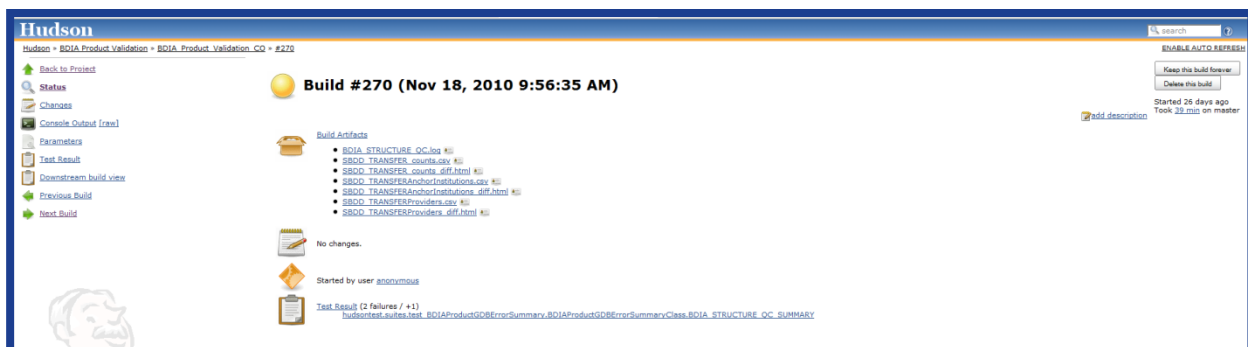 Hudson
search
Hudson » BDIA Product Validation » BDIA_Product_Validation_CO » #270
ENABLE AUTO REFRESH
Back to Project
Status
Changes
Console Output [raw]
Parameters
Test Result
Downstream build view
Previous Build
Next Build
Build #270 (Nov 18, 2010 9:56:35 AM)
Keep this build forever
Delete this build
Started 26 days ago
Took 39 min on master
add description
Build Artifacts
BDIA_STRUCTURE_QC.log
SBDD_TRANSFER_counts.csv
SBDD_TRANSFER_counts_diff.html
SBDD_TRANSFERAnchorInstitutions.csv
SBDD_TRANSFERAnchorInstitutions_diff.html
SBDD_TRANSFERProviders.csv
SBDD_TRANSFERProviders_diff.html
No changes.
Started by user anonymous
Test Result (2 failures / +1)
hudsontest.suites.test_BDIAProductGDBErrorSummary.BDIAProductGDBErrorSummaryClass.BDIA_STRUCTURE_QC_SUMMARY